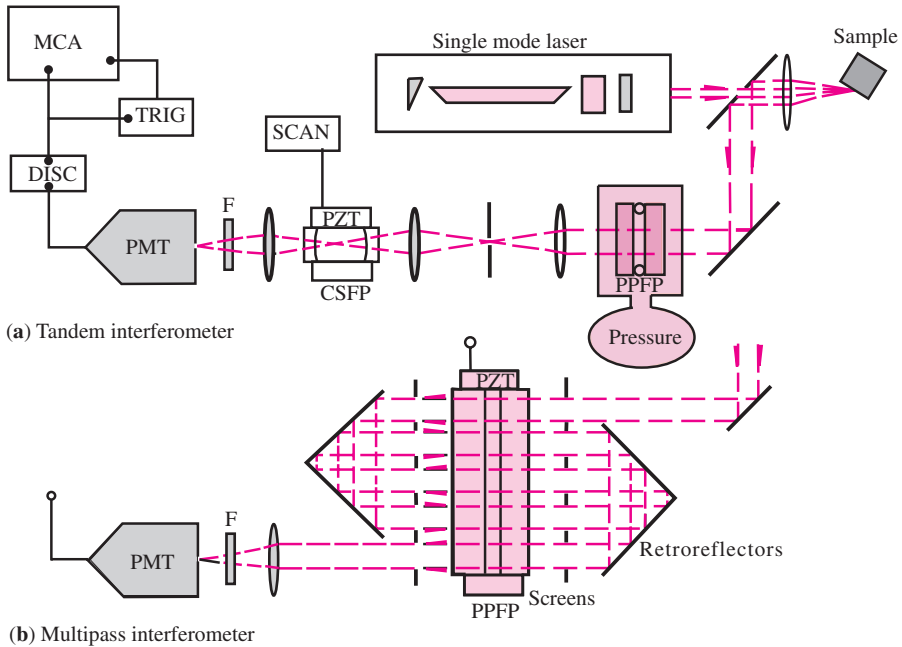 MCA
TRIG
DISC
PMT
F
SCAN
PZT
CSFP
Single mode laser
Sample
PPFP
Pressure
(a) Tandem interferometer
PZT
F
PMT
PPFP
Screens
Retroreflectors
(b) Multipass interferometer